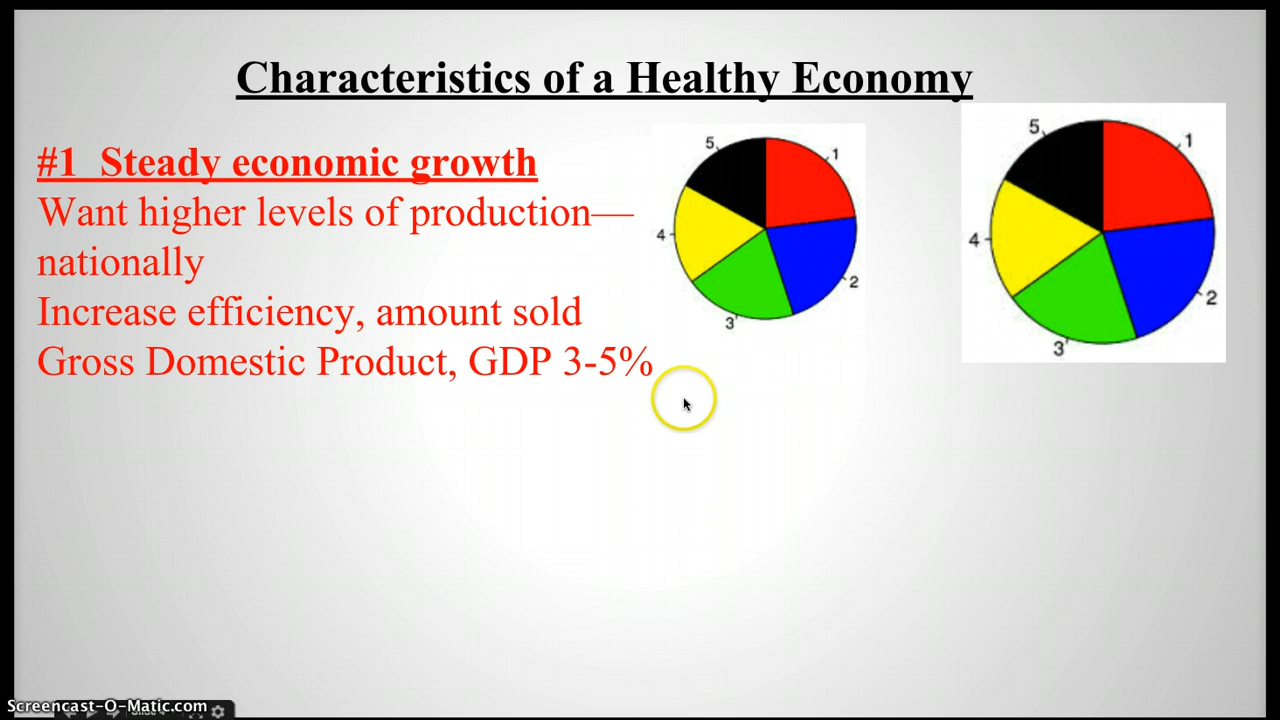 Characteristics of a Healthy Economy
#1 Steady economic growth
Want higher levels of production—
nationally
Increase efficiency, amount sold
Gross Domestic Product, GDP 3-5%
5
1
4
2
3
5
1
4
2
3
Screencast-O-Matic.com